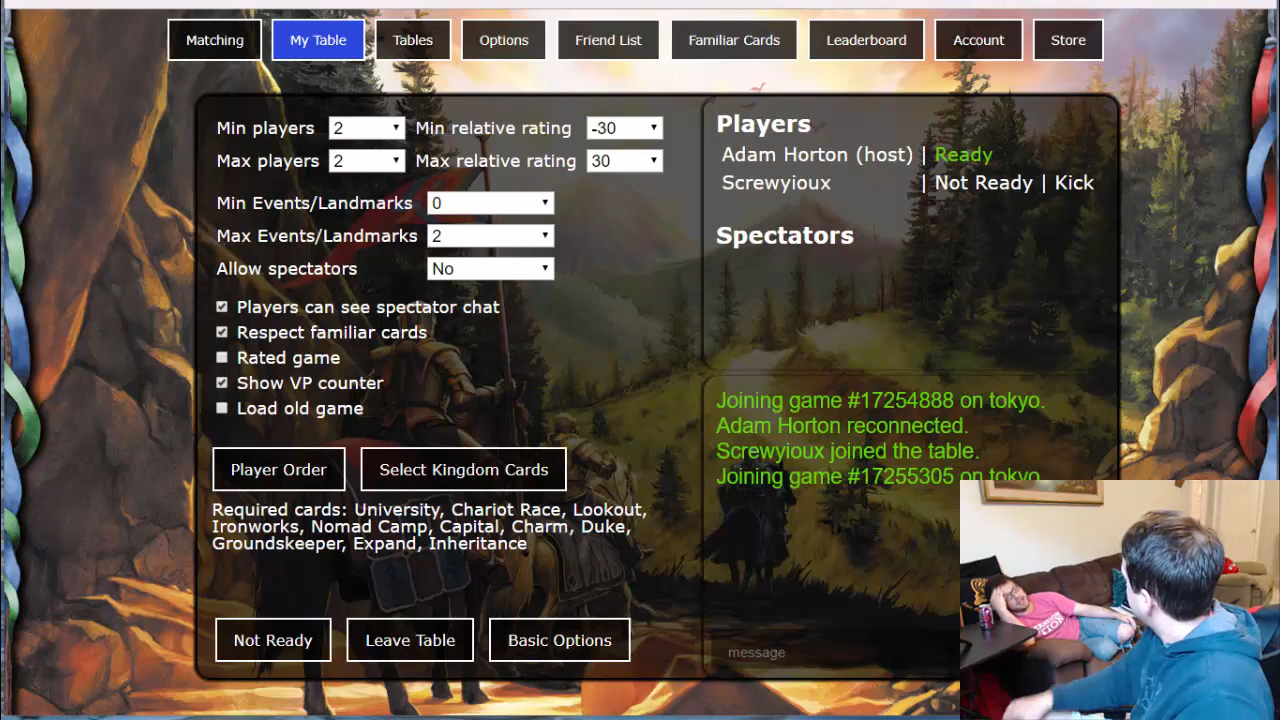 Matching My Table Tables Options Friend List Familiar Cards Leaderboard Account Store
Min players 2 Min relative rating -30
Max players 2 Max relative rating 30
Min Events/Landmarks 0
Max Events/Landmarks 2
Allow spectators No
Players can see spectator chat
Respect familiar cards
Rated game
Show VP counter
Load old game
Player Order Select Kingdom Cards
Required cards: University, Chariot Race, Lookout,
Ironworks, Nomad Camp, Capital, Charm, Duke,
Groundskeeper, Expand, Inheritance
Not Ready Leave Table Basic Options
Players
Adam Horton (host) | Ready
Screwyioux | Not Ready | Kick
Spectators
Joining game #17254888 on tokyo.
Adam Horton reconnected.
Screwyioux joined the table.
Joining game #17255305 on tokyo
message